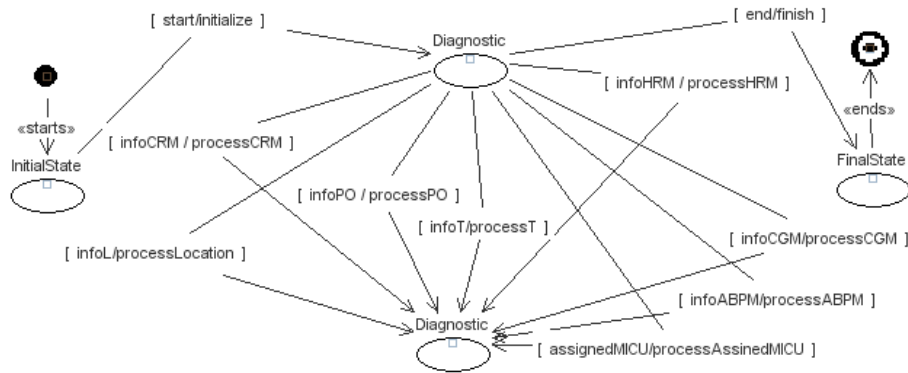 [ start/initialize ]
[ end/finish ]
Diagnostic
[ infoHRM / processHRM ]
«starts»
«ends»
[ infoCRM / processCRM ]
InitialState
FinalState
[ infoPO / processPO ]
[ infoT/processT ]
[ infoCGM/processCGM ]
[ infoL/processLocation ]
[ infoABPM/processABPM ]
Diagnostic
[ assignedMICU/processAssinedMICU ]